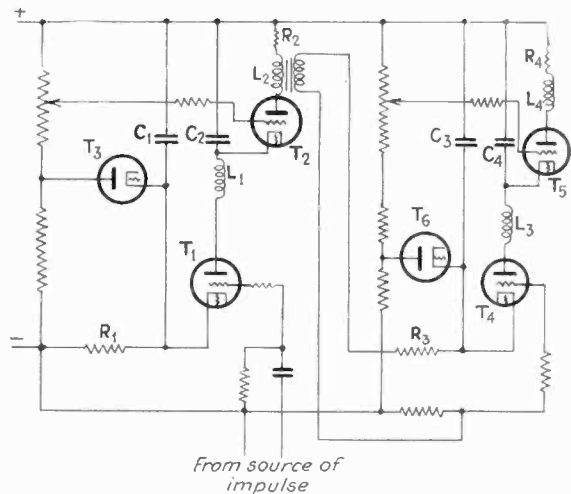 +
R2
L2
R4
L4
T3
C1
C2
T2
C3
C4
T5
L1
T6
L3
T1
T4
−
R1
R3
From source of
impulse